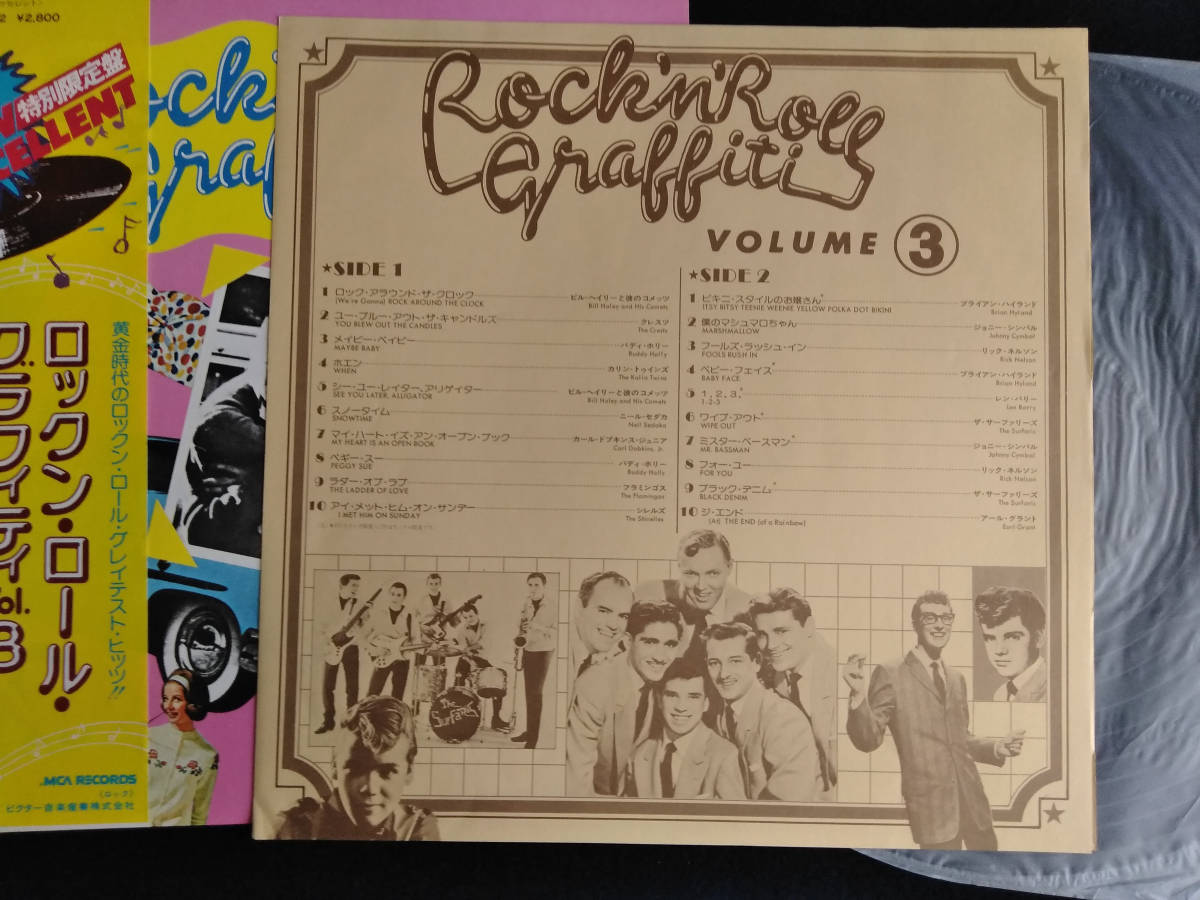 2 ¥2,800
特別限定盤
CELLENT
黄金時代のロックン・ロール・グレイテスト・ヒッツ!!
ロックン・ロール・
グラフィティ Vol.
3
MCA RECORDS
(ロック)
ビクター音楽産業株式会社
Rock'n'Roll
Graffiti
VOLUME 3
★SIDE 1
1 ロック・アラウンド・ザ・クロック ビル・ヘイリーと彼のコメッツ
(We're Gonna) ROCK AROUND THE CLOCK Bill Haley and His Comets
2 ユー・ブルー・アウト・ザ・キャンドルズ クレスツ
YOU BLEW OUT THE CANDLES The Crests
3 メイビー・ベイビー バディ・ホリー
MAYBE BABY Buddy Holly
4 ホエン カリン・トゥインズ
WHEN The Kalin Twins
5 シー・ユー・レイター、アリゲイター ビル・ヘイリーと彼のコメッツ
SEE YOU LATER, ALLIGATOR Bill Haley and His Comets
6 スノータイム ニール・セダカ
SNOWTIME Neil Sedaka
7 マイ・ハート・イズ・アン・オープン・ブック カール・ドブキンス・ジュニア
MY HEART IS AN OPEN BOOK Carl Dobkins, Jr.
8 ペギー・スー バディ・ホリー
PEGGY SUE Buddy Holly
9 ラダー・オブ・ラブ フラミンゴス
THE LADDER OF LOVE The Flamingos
10 アイ・メット・ヒム・オン・サンデー シレルズ
I MET HIM ON SUNDAY The Shirelles
★SIDE 2
1 ビキニ・スタイルのお嬢さん* ブライアン・ハイランド
ITSY BITSY TEENIE WEENIE YELLOW POLKA DOT BIKINI Brian Hyland
2 僕のマシュマロちゃん ジョニー・シンバル
MARSHMALLOW Johnny Cymbal
3 フールズ・ラッシュ・イン リック・ネルソン
FOOLS RUSH IN Rick Nelson
4 ベビー・フェイス* ブライアン・ハイランド
BABY FACE Brian Hyland
5 1, 2, 3,* レン・バリー
1-2-3 Len Barry
6 ワイプ・アウト* ザ・サーファリーズ
WIPE OUT The Surfaris
7 ミスター・ベースマン* ジョニー・シンバル
MR. BASSMAN Johnny Cymbal
8 フォー・ユー リック・ネルソン
FOR YOU Rick Nelson
9 ブラック・デニム* ザ・サーファリーズ
BLACK DENIM The Surfaris
10 ジ・エンド アール・グラント
(At) THE END (of a Rainbow) Earl Grant
The
Surfaris